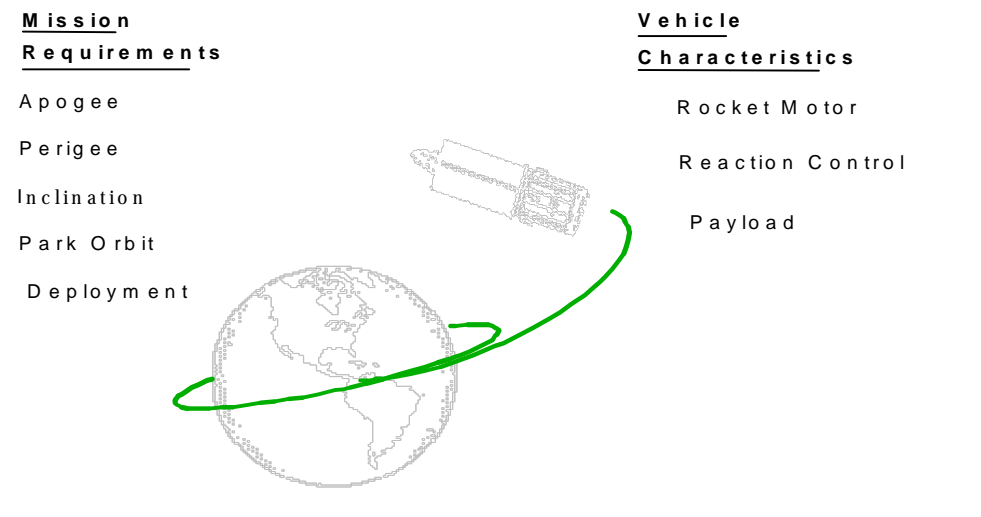 Mission
Requirements
Apogee
Perigee
Inclination
Park Orbit
Deployment
Vehicle
Characteristics
Rocket Motor
Reaction Control
Payload